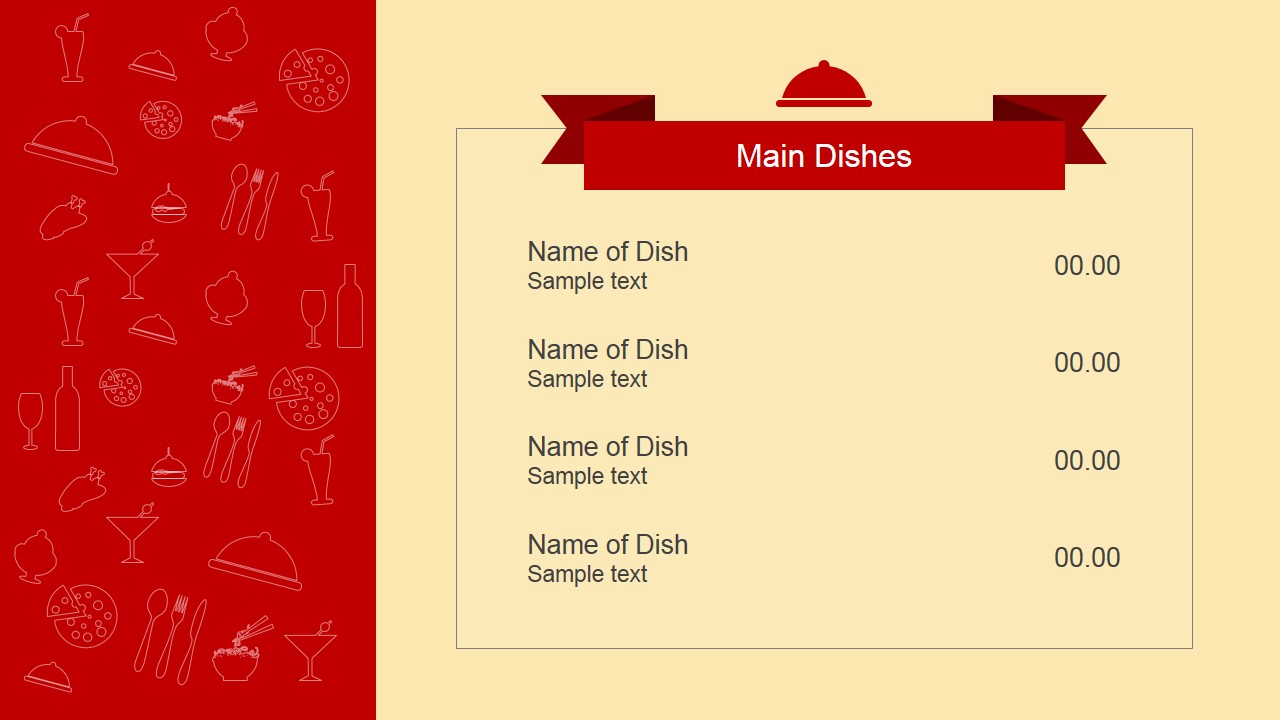 Main Dishes
Name of Dish
Sample text
00.00
Name of Dish
Sample text
00.00
Name of Dish
Sample text
00.00
Name of Dish
Sample text
00.00